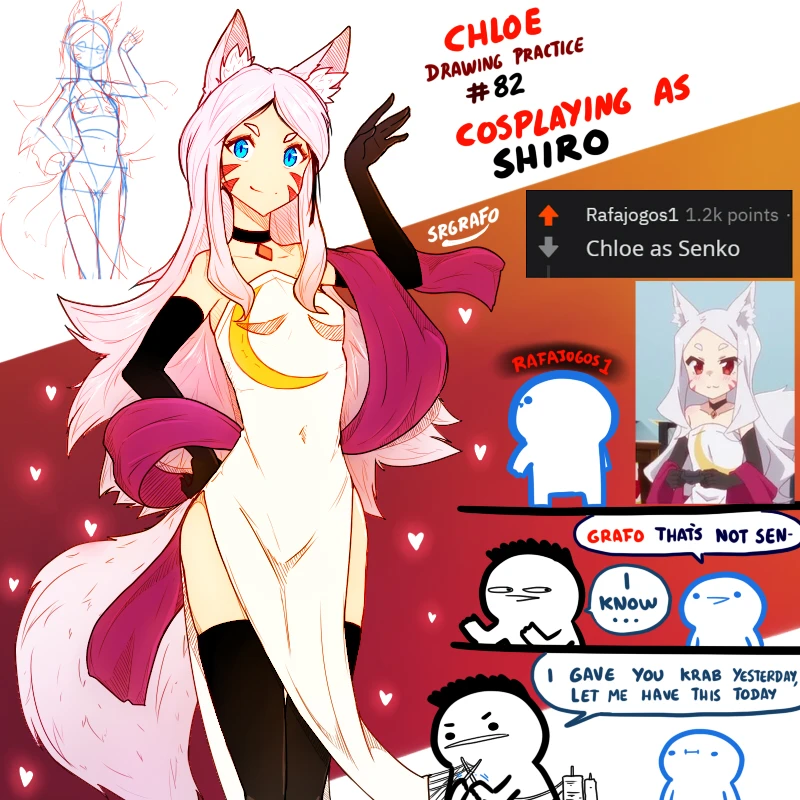 CHLOE
DRAWING PRACTICE
#82
COSPLAYING AS
SHIRO
SRGRAFO
Rafajogos1 1.2k points ·
Chloe as Senko
RAFAJOGOS1
GRAFO THAT'S NOT SEN-
I
KNOW
...
I GAVE YOU KRAB YESTERDAY,
LET ME HAVE THIS TODAY